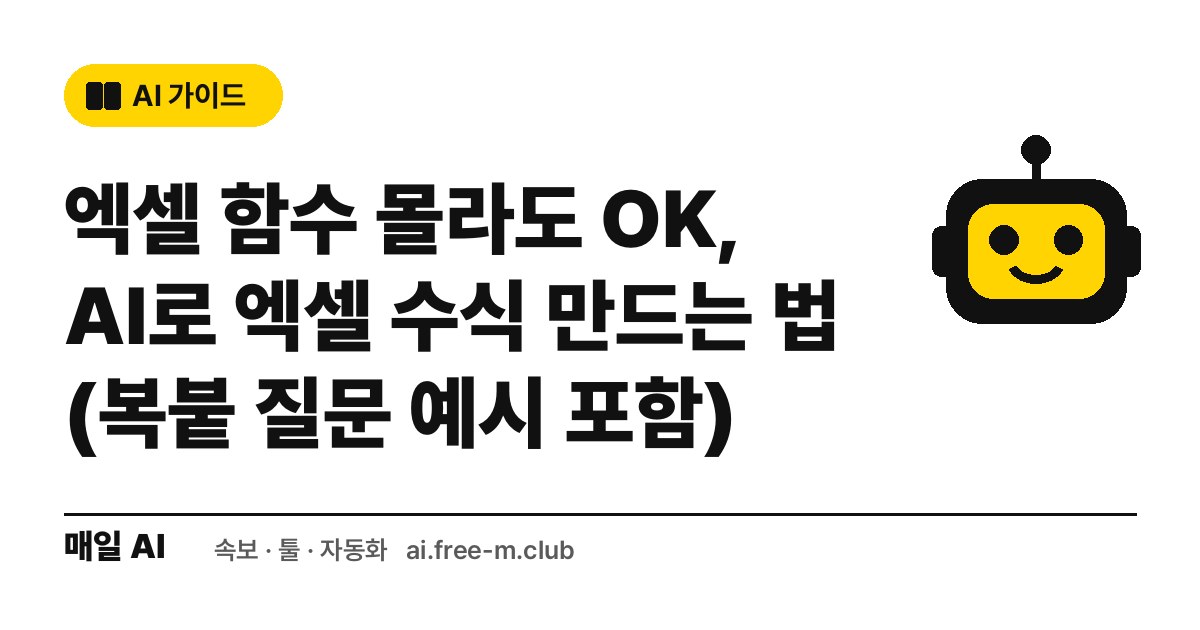 AI 가이드
엑셀 함수 몰라도 OK,
AI로 엑셀 수식 만드는 법
(복붙 질문 예시 포함)
매일 AI 속보 · 툴 · 자동화 ai.free-m.club